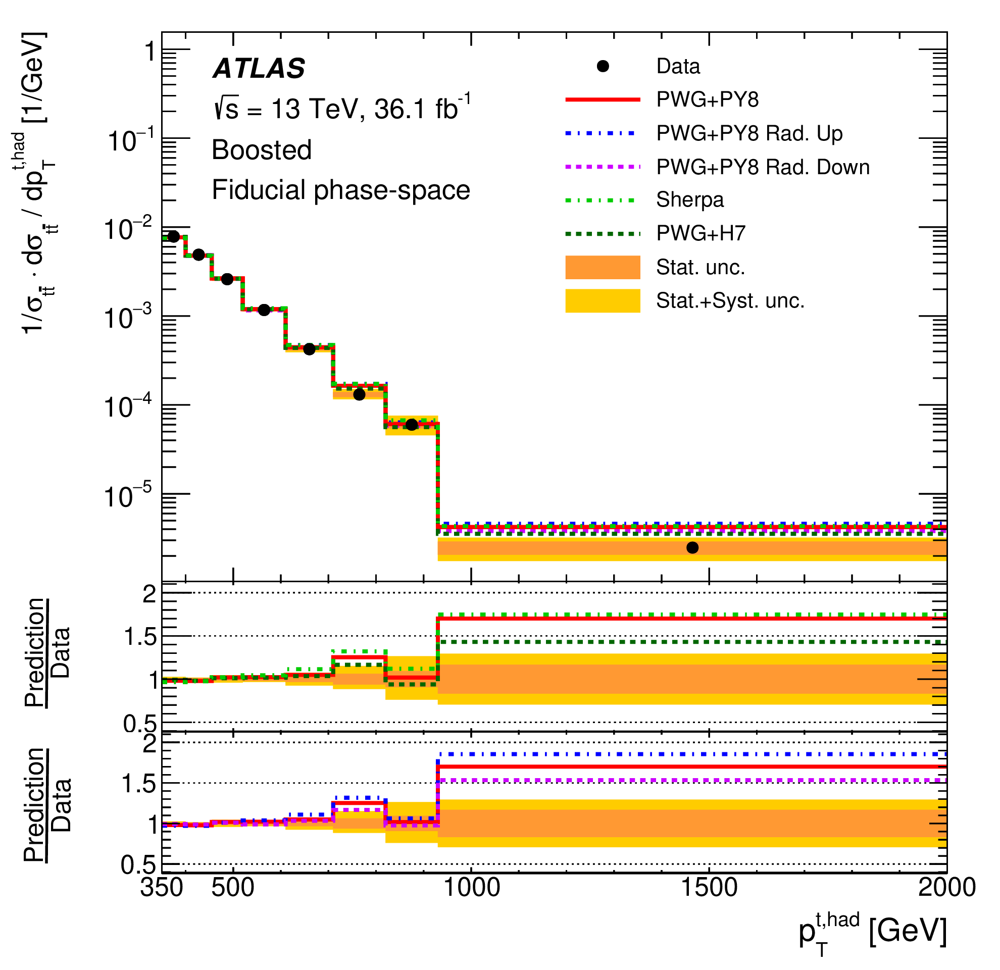 1/σ_tt̄ · dσ_tt̄ / dp_T^t,had [1/GeV]
1
10⁻¹
10⁻²
10⁻³
10⁻⁴
10⁻⁵
ATLAS
√s = 13 TeV, 36.1 fb⁻¹
Boosted
Fiducial phase-space
Data
PWG+PY8
PWG+PY8 Rad. Up
PWG+PY8 Rad. Down
Sherpa
PWG+H7
Stat. unc.
Stat.+Syst. unc.
Prediction
Data
2
1.5
1
0.5
Prediction
Data
2
1.5
1
0.5
350 500 1000 1500 2000
p_T^t,had [GeV]